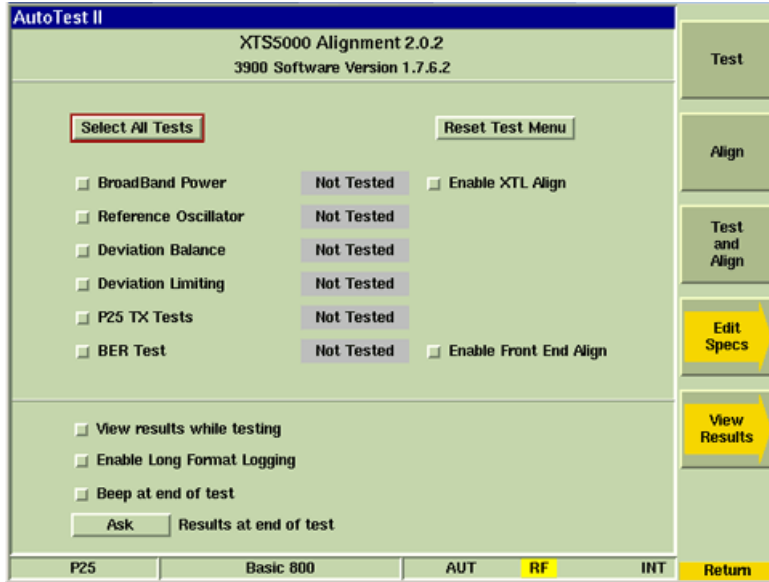 AutoTest II
XTS5000 Alignment 2.0.2
3900 Software Version 1.7.6.2
Select All Tests
Reset Test Menu
BroadBand Power
Not Tested
Enable XTL Align
Reference Oscillator
Not Tested
Deviation Balance
Not Tested
Deviation Limiting
Not Tested
P25 TX Tests
Not Tested
BER Test
Not Tested
Enable Front End Align
View results while testing
Enable Long Format Logging
Beep at end of test
Ask
Results at end of test
P25
Basic 800
AUT
RF
INT
Test
Align
Test
and
Align
Edit
Specs
View
Results
Return